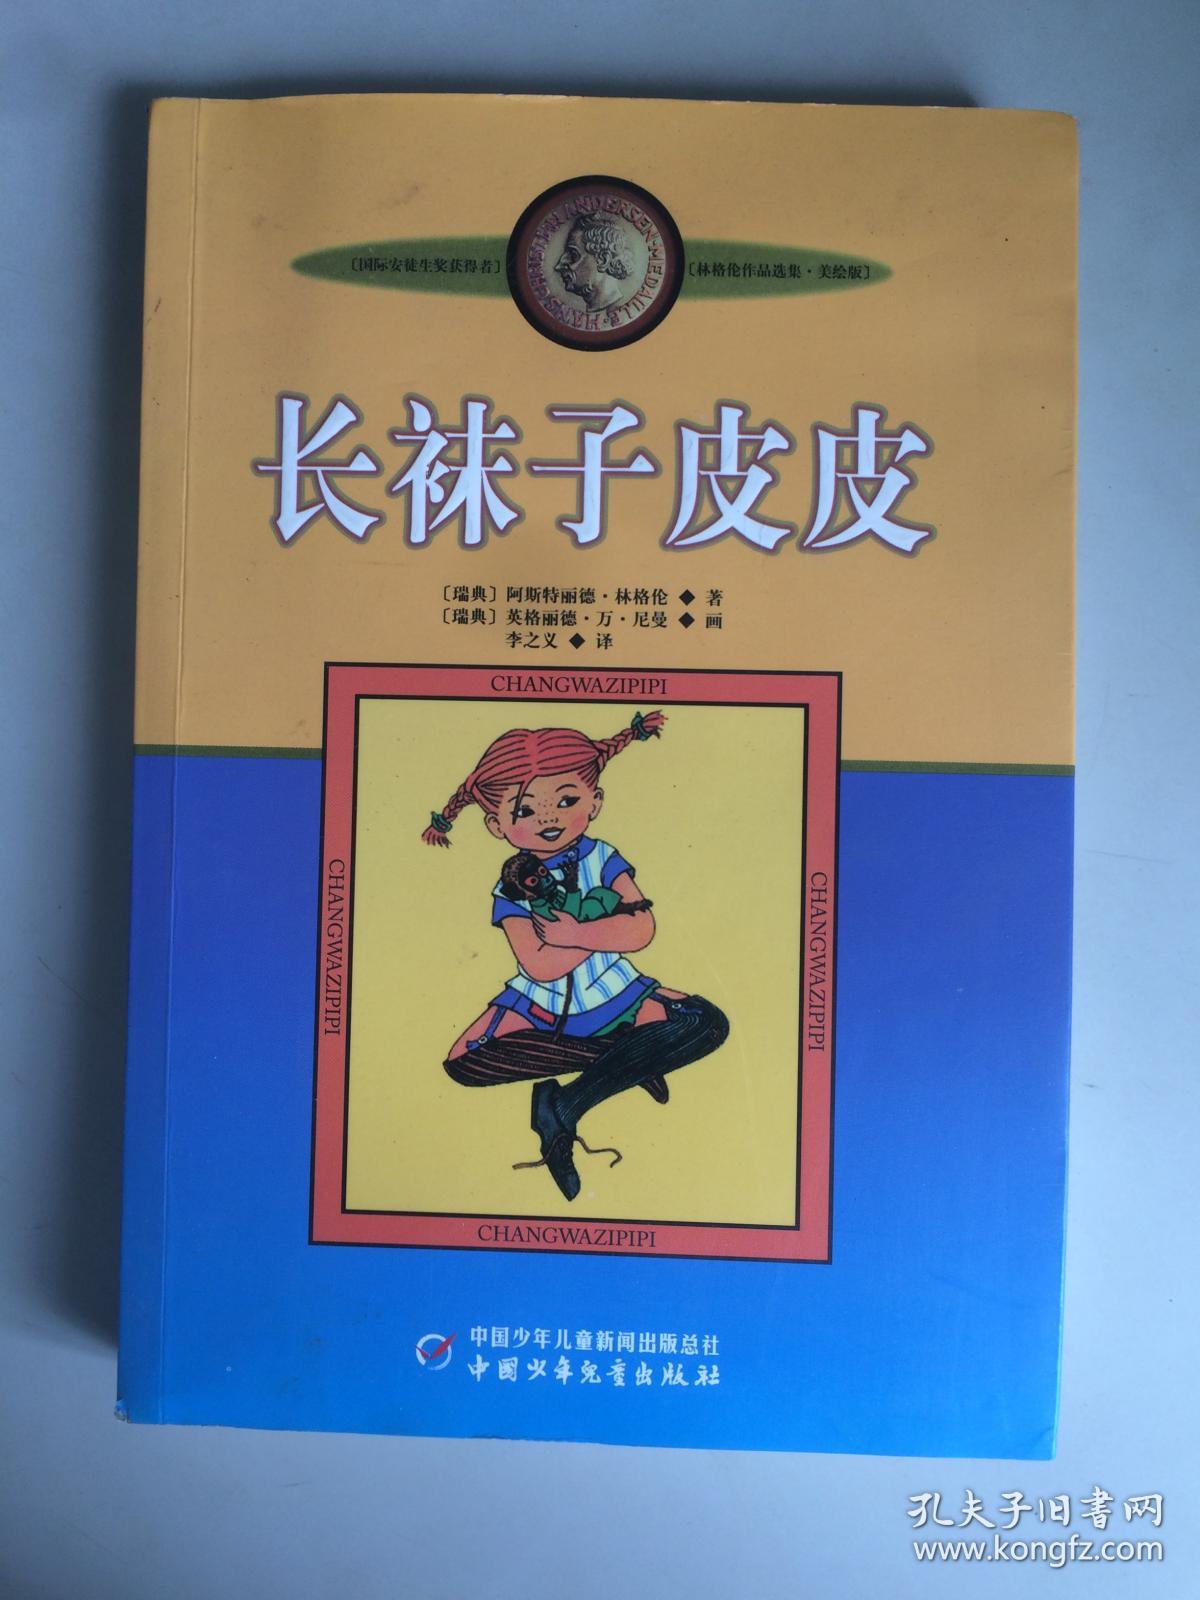 HANS CHRISTIAN ANDERSEN-MEDAILLE
〔国际安徒生奖获得者〕
〔林格伦作品选集·美绘版〕
长袜子皮皮
〔瑞典〕阿斯特丽德·林格伦◆著
〔瑞典〕英格丽德·万·尼曼◆画
李之义◆译
CHANGWAZIPIPI
CHANGWAZIPIPI
CHANGWAZIPIPI
CHANGWAZIPIPI
中国少年儿童新闻出版总社
中國少年兒童出版社
孔夫子旧书网
www.kongfz.com